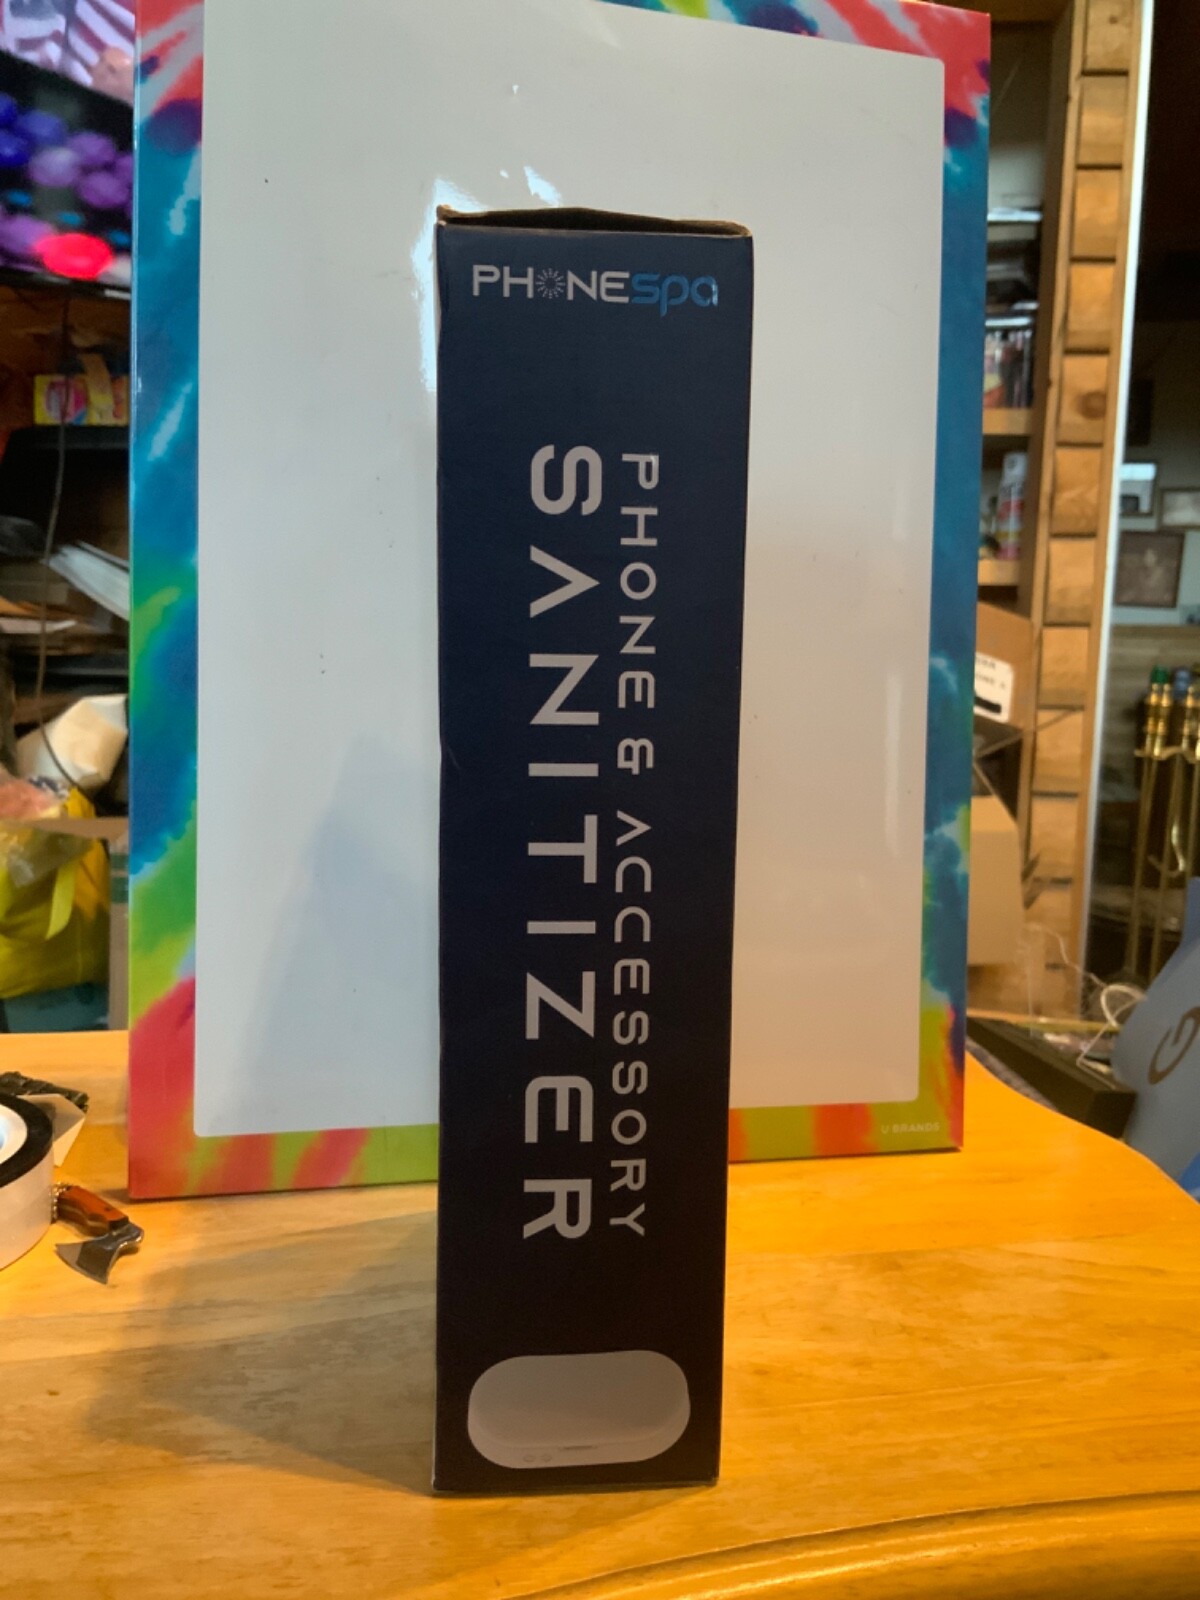 PHONEspa
PHONE & ACCESSORY
SANITIZER
U BRANDS